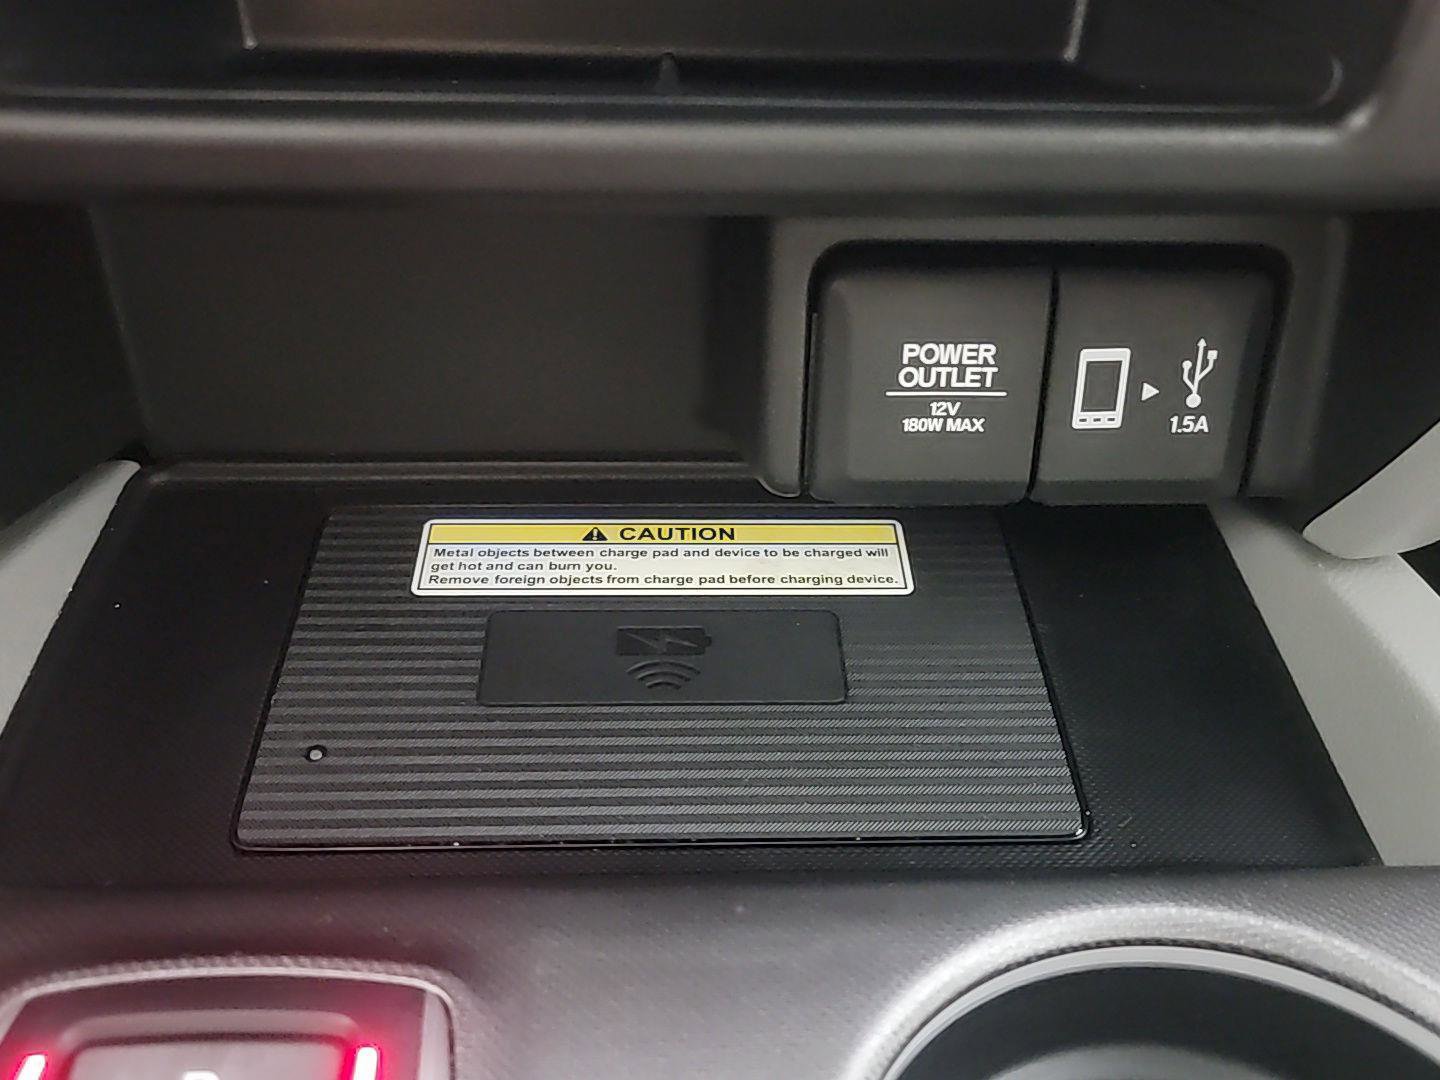 POWER
OUTLET
12V
180W MAX
1.5A
CAUTION
Metal objects between charge pad and device to be charged will
get hot and can burn you.
Remove foreign objects from charge pad before charging device.